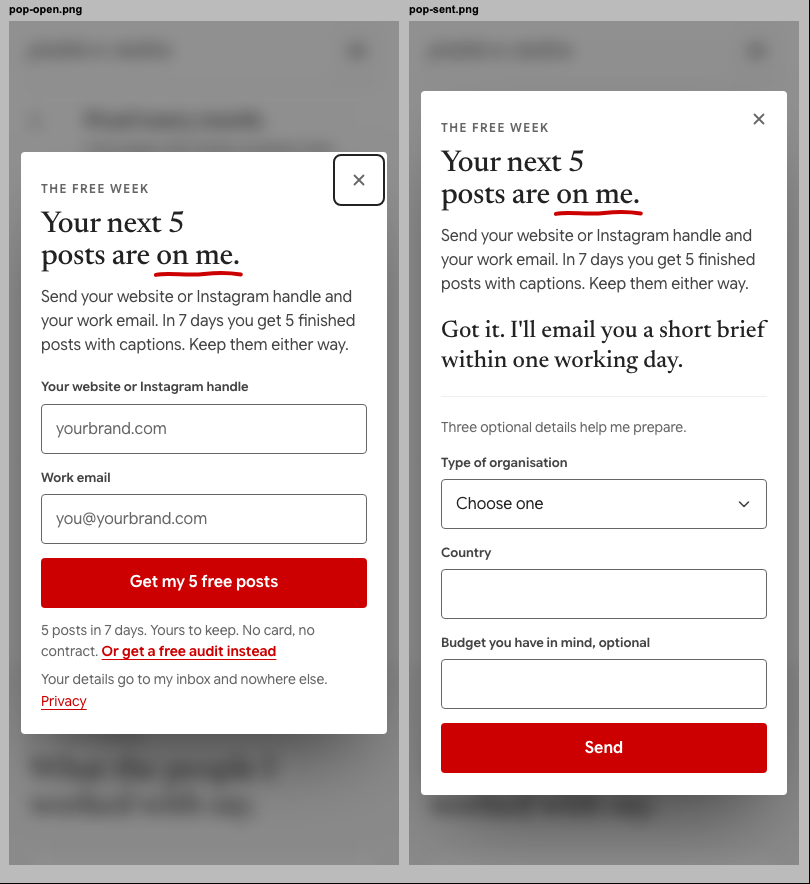 pop-open.png
THE FREE WEEK
Your next 5
posts are on me.
Send your website or Instagram handle and
your work email. In 7 days you get 5 finished
posts with captions. Keep them either way.
Your website or Instagram handle
yourbrand.com
Work email
you@yourbrand.com
Get my 5 free posts
5 posts in 7 days. Yours to keep. No card, no
contract. Or get a free audit instead
Your details go to my inbox and nowhere else.
Privacy
What the people I
worked with say.
pop-sent.png
THE FREE WEEK
Your next 5
posts are on me.
Send your website or Instagram handle and
your work email. In 7 days you get 5 finished
posts with captions. Keep them either way.
Got it. I'll email you a short brief
within one working day.
Three optional details help me prepare.
Type of organisation
Choose one
Country
Budget you have in mind, optional
Send